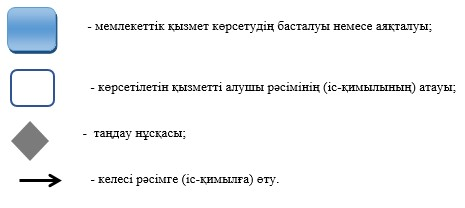 - мемлекеттік қызмет көрсетудің басталуы немесе аяқталуы;
- көрсетілетін қызметті алушы рәсімінің (іс-қимылының) атауы;
- таңдау нұсқасы;
- келесі рәсімге (іс-қимылға) өту.